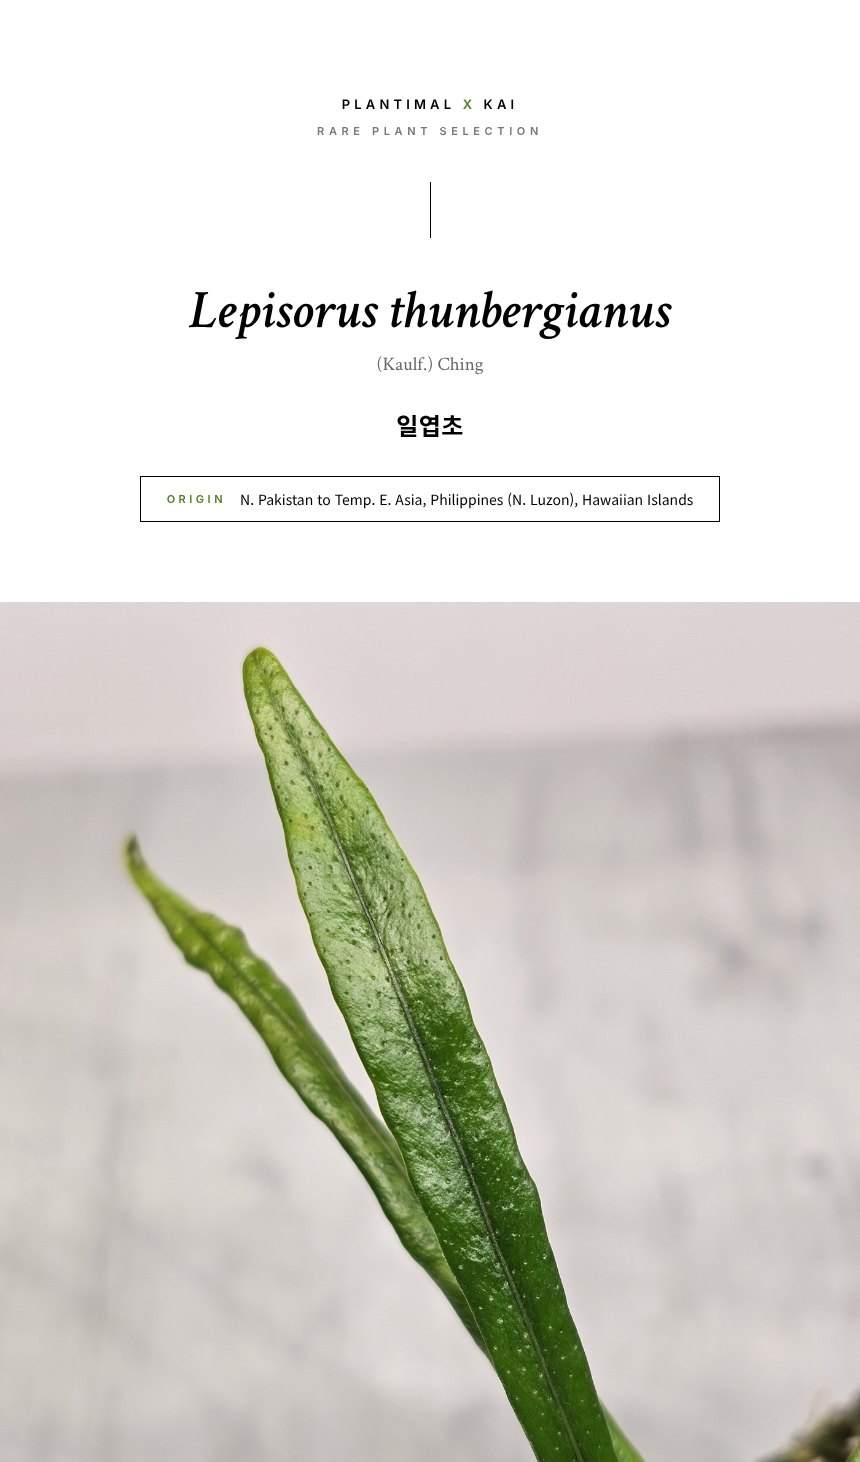 PLANTIMAL X KAI
RARE PLANT SELECTION
Lepisorus thunbergianus
(Kaulf.) Ching
일엽초
ORIGIN N. Pakistan to Temp. E. Asia, Philippines (N. Luzon), Hawaiian Islands